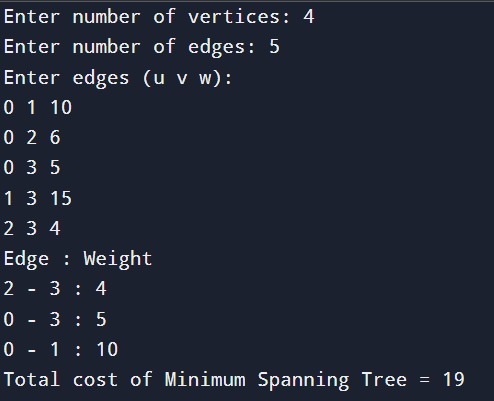 Enter number of vertices: 4
Enter number of edges: 5
Enter edges (u v w):
0 1 10
0 2 6
0 3 5
1 3 15
2 3 4
Edge : Weight
2 - 3 : 4
0 - 3 : 5
0 - 1 : 10
Total cost of Minimum Spanning Tree = 19